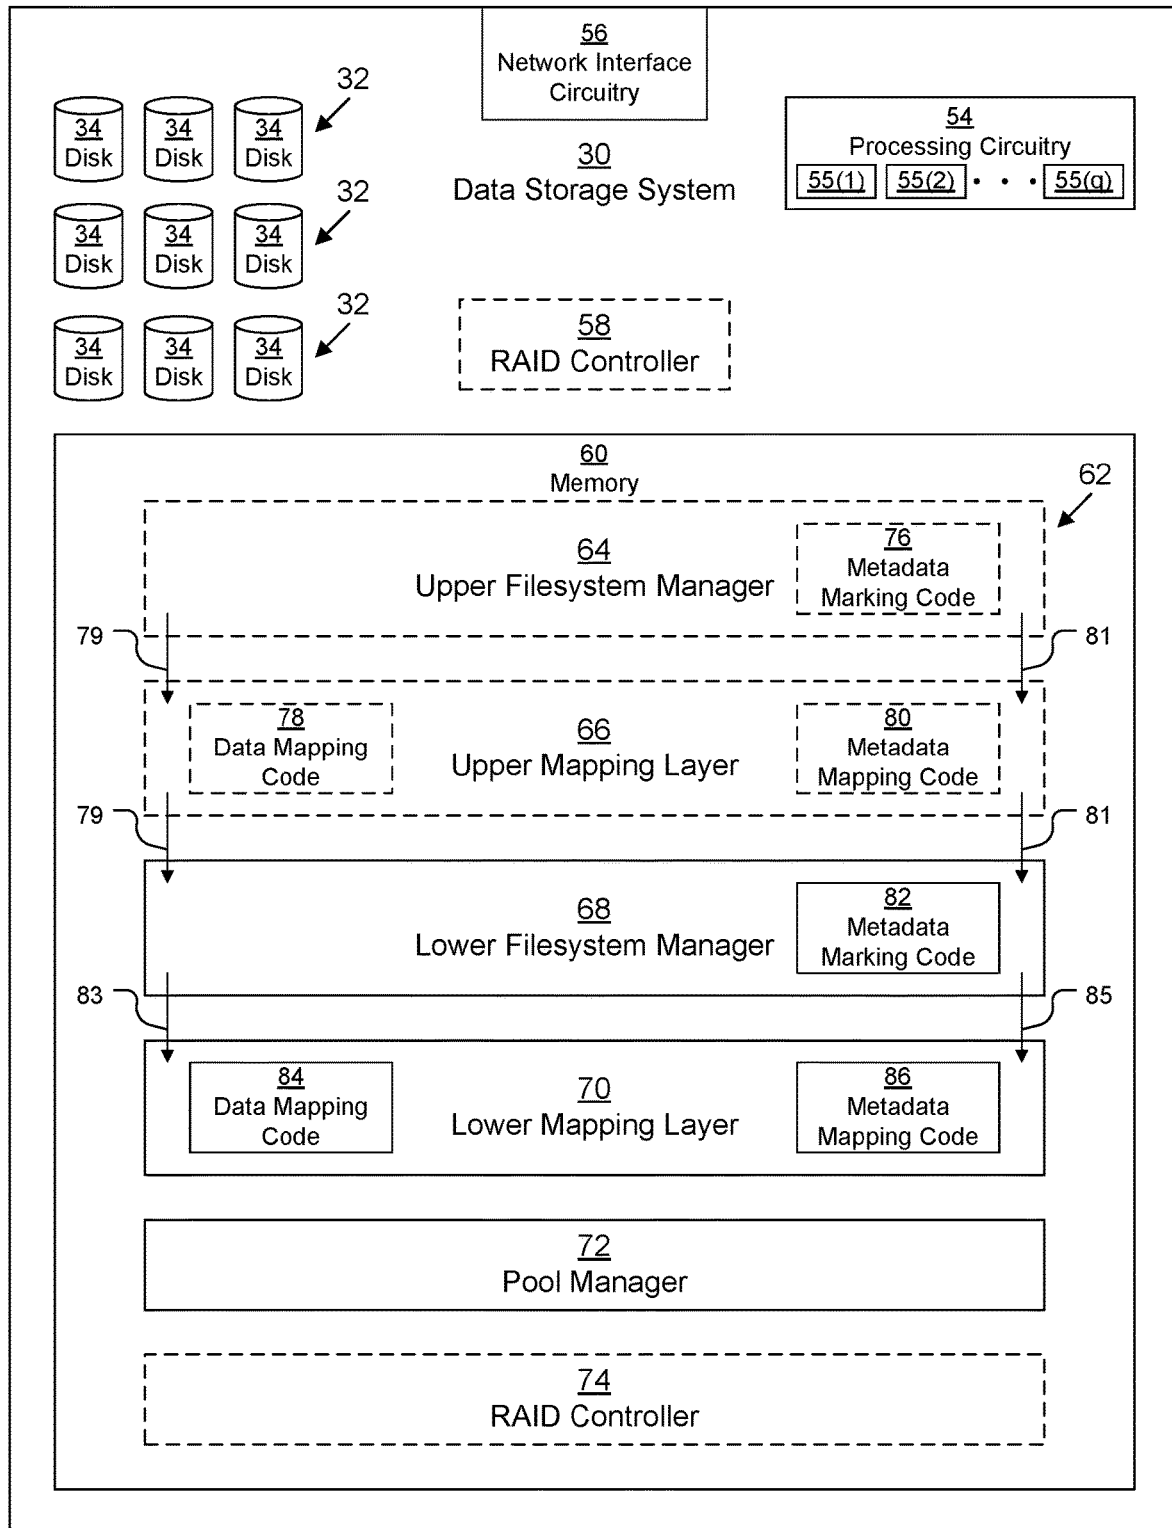 56
Network Interface
Circuitry
32
34 34 34
Disk Disk Disk
54
Processing Circuitry
55(1) 55(2) • • • 55(q)
30
Data Storage System
32
34 34 34
Disk Disk Disk
32
34 34 34
Disk Disk Disk
58
RAID Controller
60
Memory
62
64
Upper Filesystem Manager
76
Metadata
Marking Code
79
81
78
Data Mapping
Code
66
Upper Mapping Layer
80
Metadata
Mapping Code
79
81
68
Lower Filesystem Manager
82
Metadata
Marking Code
83
85
84
Data Mapping
Code
70
Lower Mapping Layer
86
Metadata
Mapping Code
72
Pool Manager
74
RAID Controller